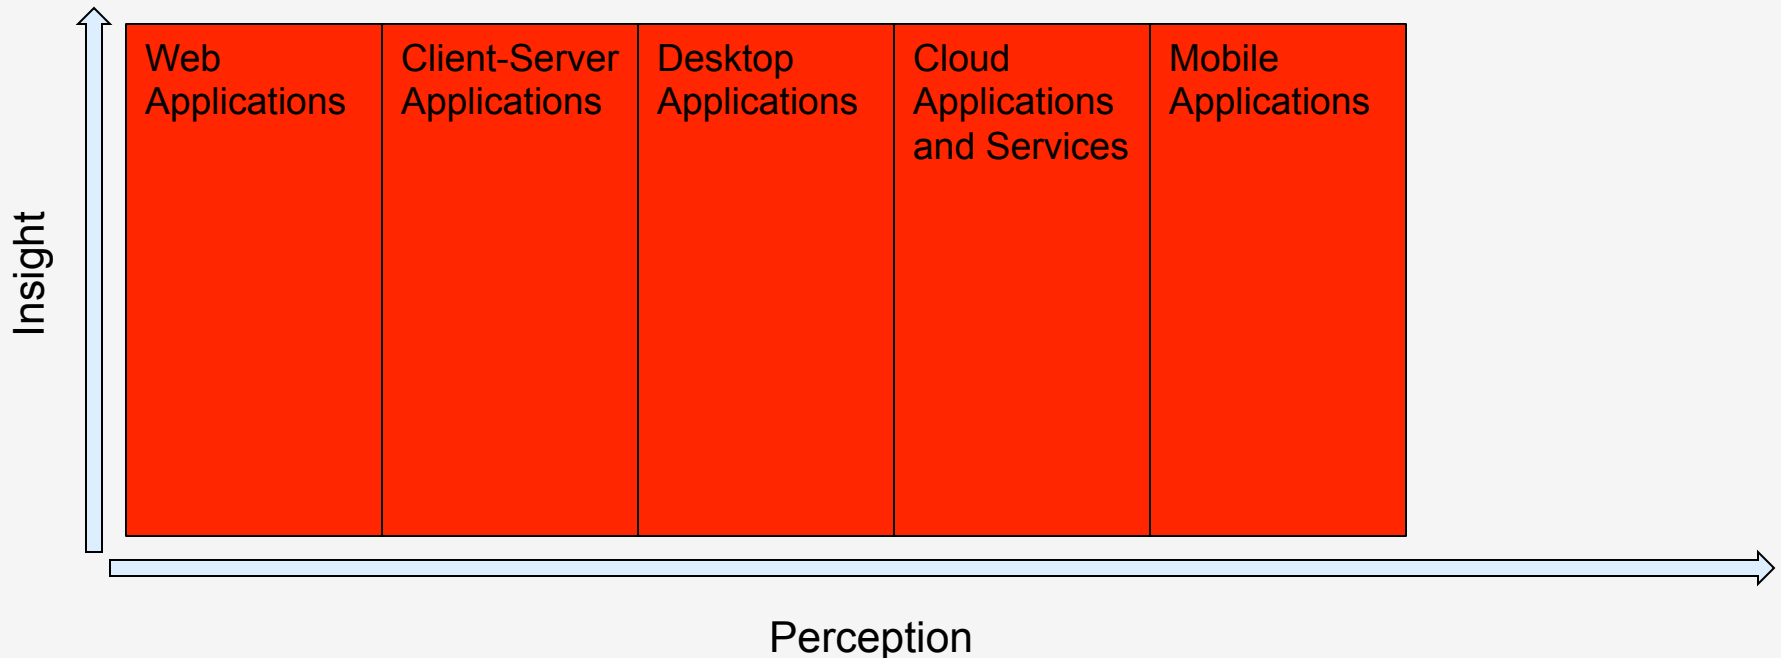 Web
Applications
Client-Server
Applications
Desktop
Applications
Cloud
Applications
and Services
Mobile
Applications
Insight
Perception